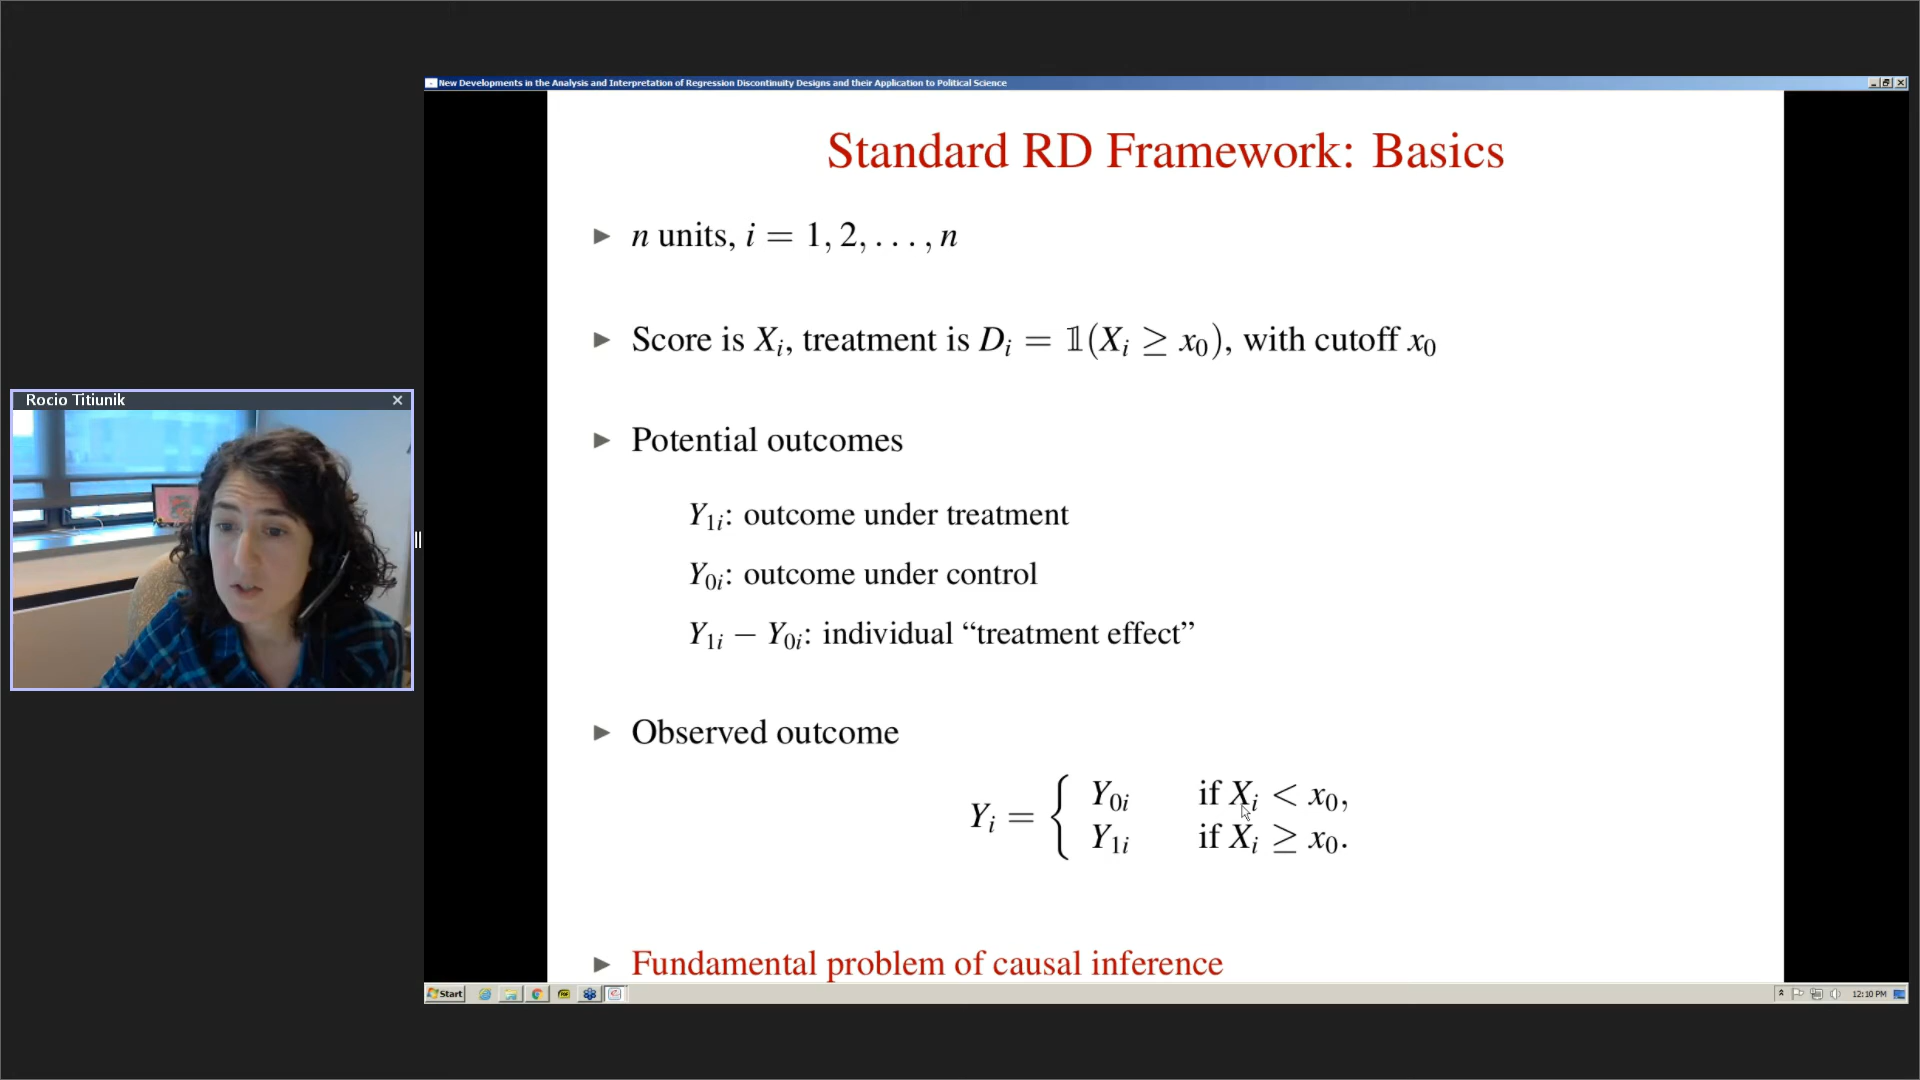 New Developments in the Analysis and Interpretation of Regression Discontinuity Designs and their Application to Political Science
Standard RD Framework: Basics
▶ n units, i = 1, 2, . . . , n
▶ Score is Xᵢ, treatment is Dᵢ = 𝟙(Xᵢ ≥ x₀), with cutoff x₀
Rocio Titiunik
▶ Potential outcomes
Y₁ᵢ: outcome under treatment
Y₀ᵢ: outcome under control
Y₁ᵢ − Y₀ᵢ: individual “treatment effect”
▶ Observed outcome
Yᵢ = { Y₀ᵢ if Xᵢ < x₀,
Y₁ᵢ if Xᵢ ≥ x₀.
▶ Fundamental problem of causal inference
Start
12:10 PM